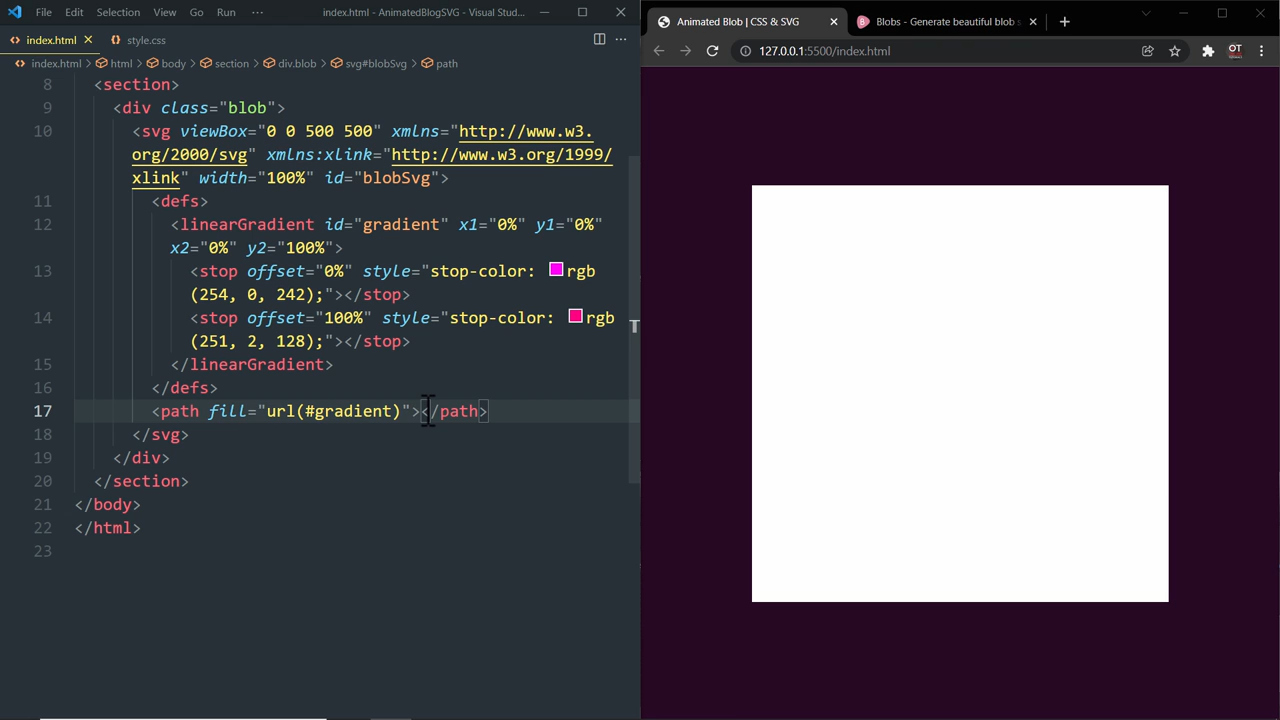 File Edit Selection View Go Run ··· index.html - AnimatedBlogSVG - Visual Stud...
index.html style.css
index.html > html > body > section > div.blob > svg#blobSvg > path
8 <section>
9 <div class="blob">
10 <svg viewBox="0 0 500 500" xmlns="http://www.w3.
org/2000/svg" xmlns:xlink="http://www.w3.org/1999/
xlink" width="100%" id="blobSvg">
11 <defs>
12 <linearGradient id="gradient" x1="0%" y1="0%"
x2="0%" y2="100%">
13 <stop offset="0%" style="stop-color: rgb
(254, 0, 242);"></stop>
14 <stop offset="100%" style="stop-color: rgb
(251, 2, 128);"></stop>
15 </linearGradient>
16 </defs>
17 <path fill="url(#gradient)"></path>
18 </svg>
19 </div>
20 </section>
21 </body>
22 </html>
23
Animated Blob | CSS & SVG
Blobs - Generate beautiful blob
127.0.0.1:5500/index.html
OT